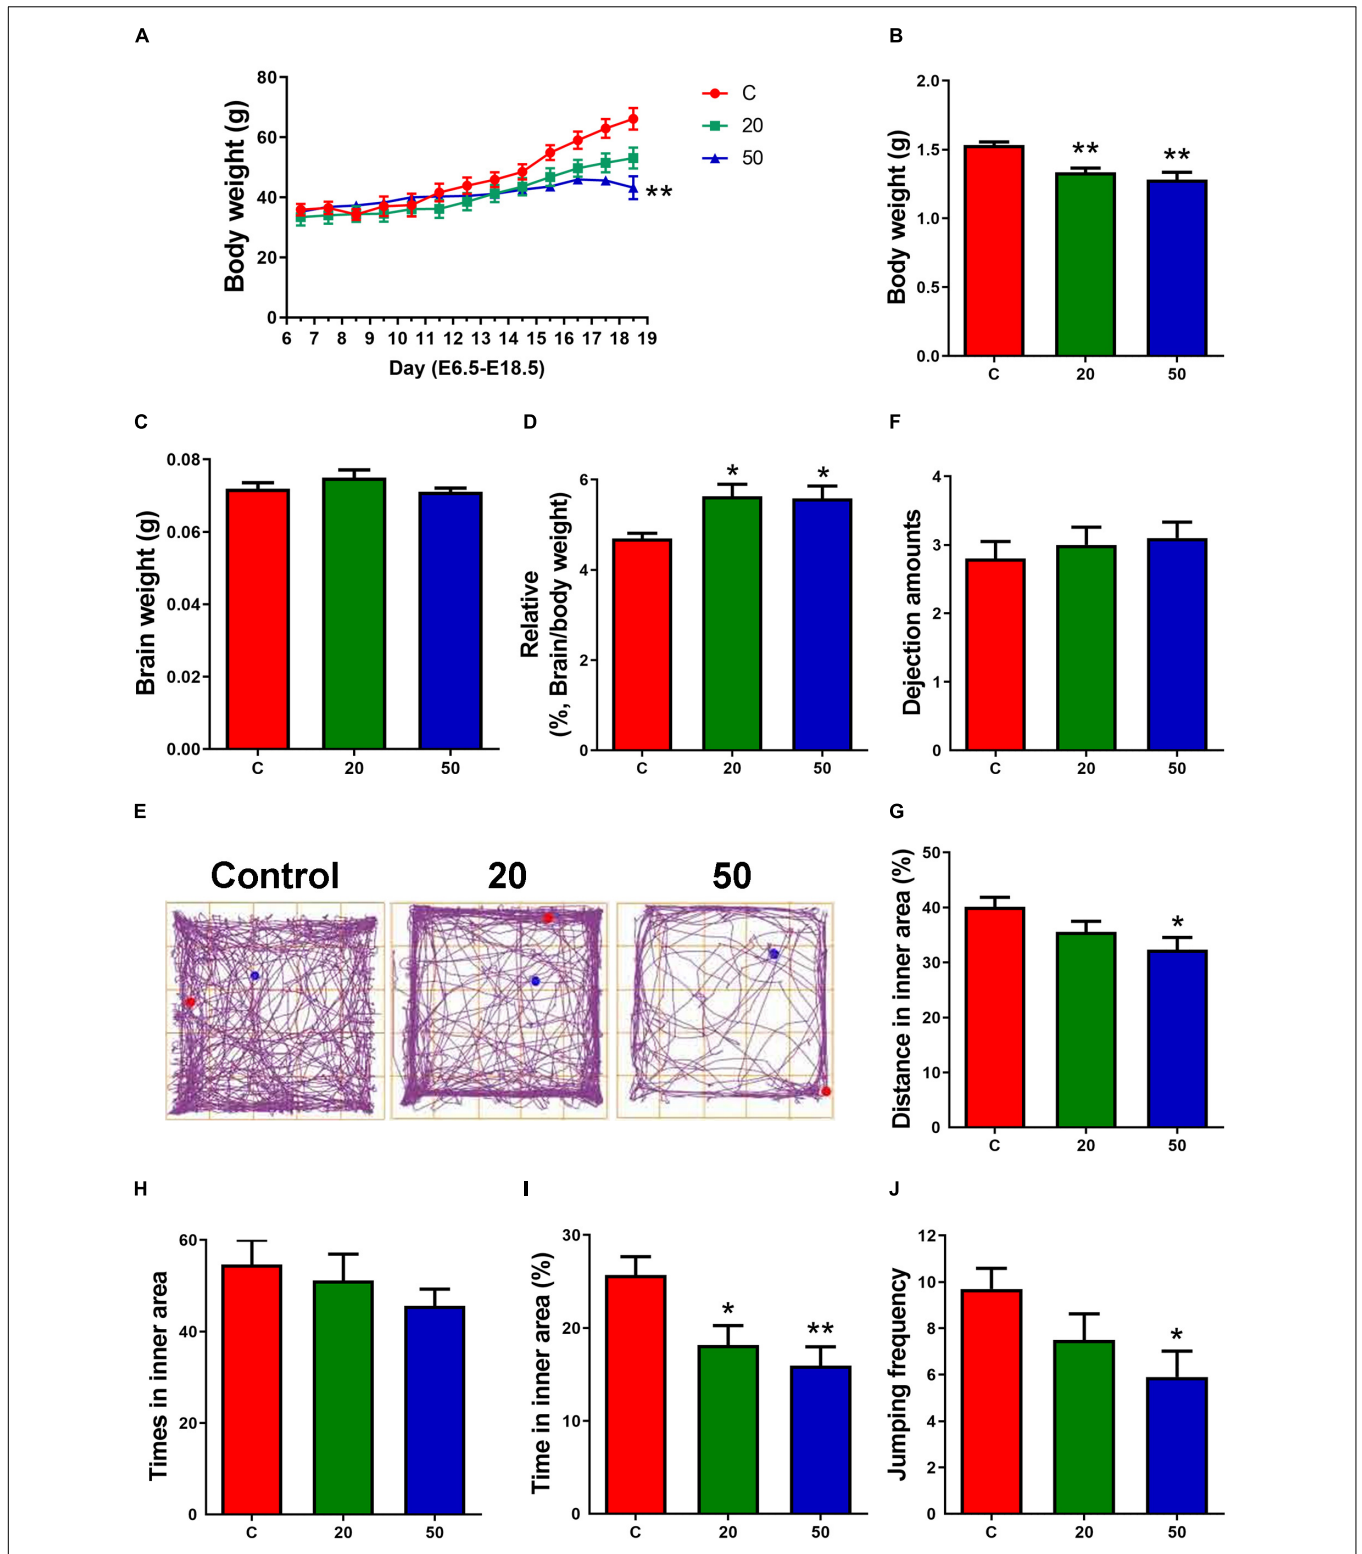 A
Body weight (g)
80
60
40
20
0
6 7 8 9 10 11 12 13 14 15 16 17 18 19
Day (E6.5-E18.5)
C
20
50
**
B
Body weight (g)
2.0
1.5
1.0
0.5
0.0
** **
C 20 50
C
Brain weight (g)
0.08
0.06
0.04
0.02
0.00
C 20 50
D
Relative
(%, Brain/body weight)
6
4
2
0
* *
C 20 50
F
Dejection amounts
4
3
2
1
0
C 20 50
E
Control 20 50
G
Distance in inner area (%)
50
40
30
20
10
0
*
C 20 50
H
Times in inner area
60
40
20
0
C 20 50
I
Time in inner area (%)
30
20
10
0
* **
C 20 50
J
Jumping frequency
12
10
8
6
4
2
0
*
C 20 50